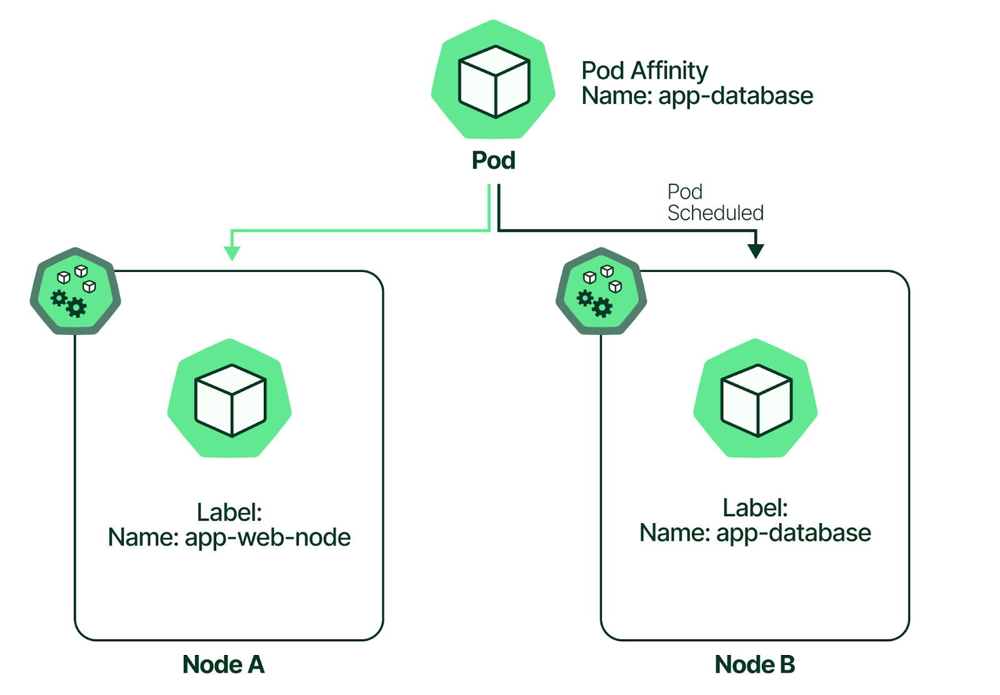 Pod Affinity
Name: app-database
Pod
Pod
Scheduled
Label:
Name: app-web-node
Label:
Name: app-database
Node A
Node B